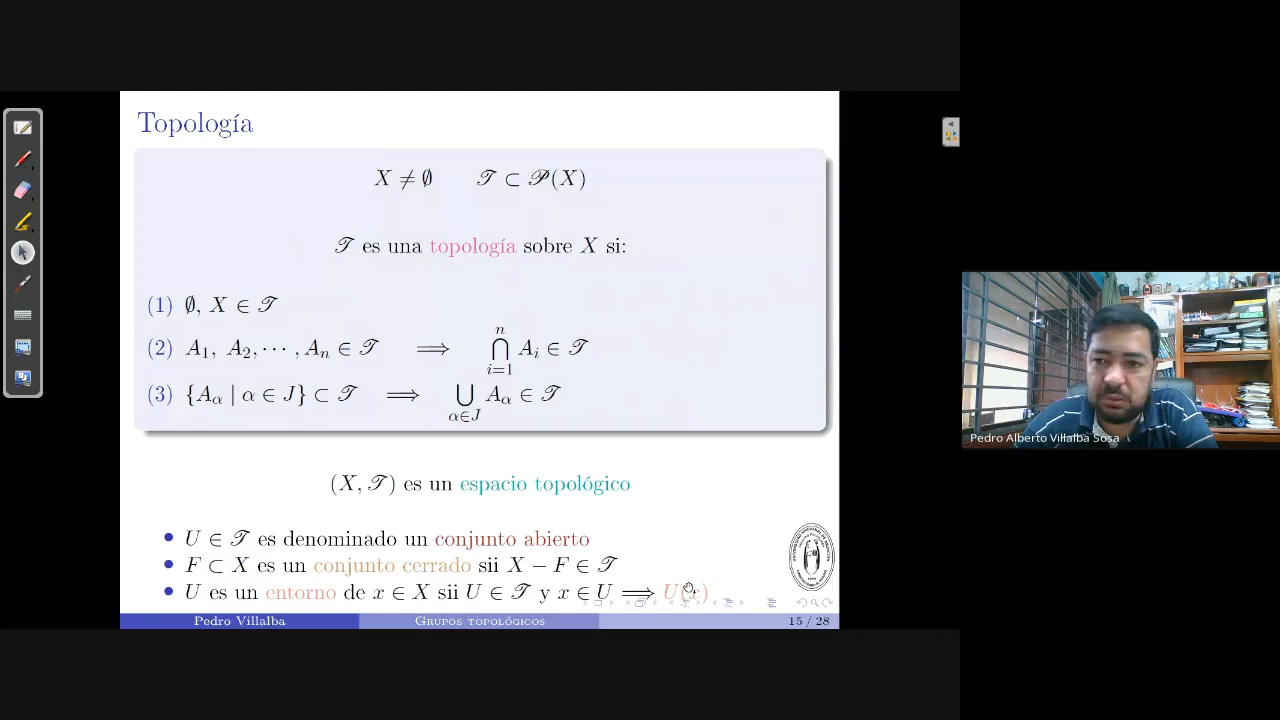 Topología
X ≠ ∅ 𝒯 ⊂ 𝒫(X)
𝒯 es una topología sobre X si:
(1) ∅, X ∈ 𝒯
(2) A₁, A₂, ⋯ , Aₙ ∈ 𝒯 ⟹ ⋂ᵢ₌₁ⁿ Aᵢ ∈ 𝒯
(3) {A_α | α ∈ J} ⊂ 𝒯 ⟹ ⋃_{α∈J} A_α ∈ 𝒯
(X, 𝒯) es un espacio topológico
• U ∈ 𝒯 es denominado un conjunto abierto
• F ⊂ X es un conjunto cerrado sii X − F ∈ 𝒯
• U es un entorno de x ∈ X sii U ∈ 𝒯 y x ∈ U ⟹ U(x)
Pedro Villalba Grupos topológicos 15 / 28
Pedro Alberto Villalba Sosa